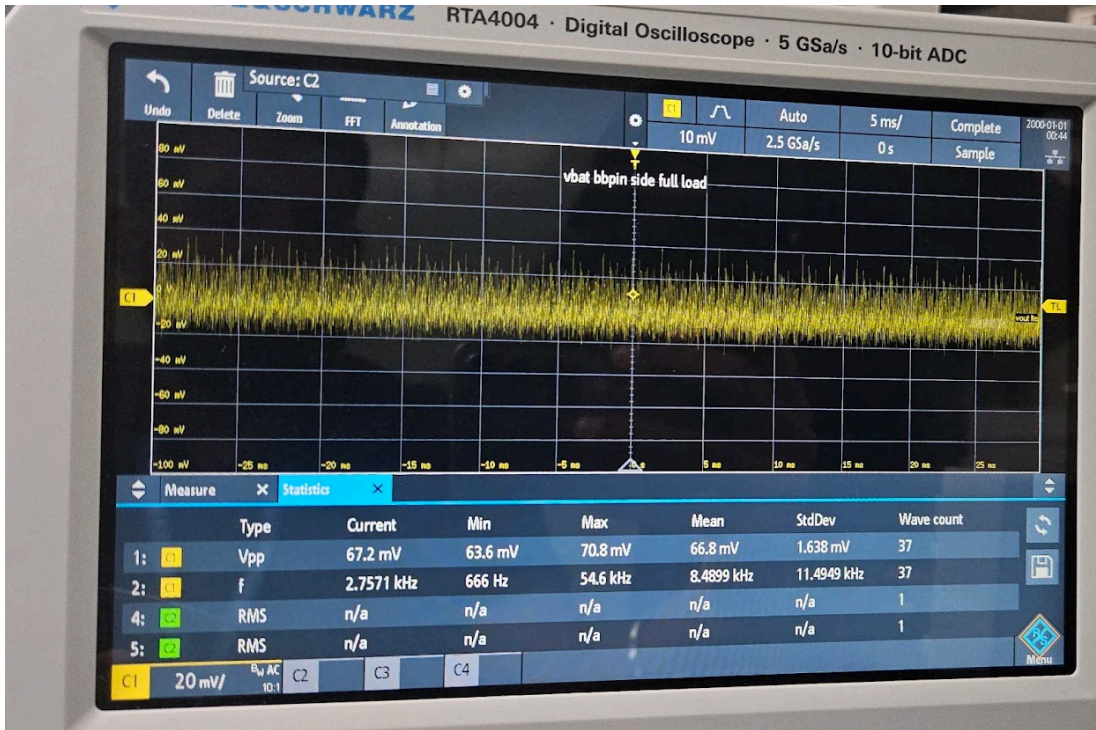 &SCHWARZ RTA4004 · Digital Oscilloscope · 5 GSa/s · 10-bit ADC
Undo
Delete
Source: C2
Zoom
FFT
Annotation
C1
10 mV
Auto
2.5 GSa/s
5 ms/
0 s
Complete
Sample
2000-01-01
00:44
T
vbat bbpin side full load
80 mV
60 mV
40 mV
20 mV
0 V
-20 mV
-40 mV
-60 mV
-80 mV
-100 mV
C1
TL
-25 ms
-20 ms
-15 ms
-10 ms
-5 ms
0 s
5 ms
10 ms
15 ms
20 ms
25 ms
Measure
Statistics
Type Current Min Max Mean StdDev Wave count
1: C1 Vpp 67.2 mV 63.6 mV 70.8 mV 66.8 mV 1.638 mV 37
2: C1 f 2.7571 kHz 666 Hz 54.6 kHz 8.4899 kHz 11.4949 kHz 37
4: C2 RMS n/a n/a n/a n/a n/a 1
5: C2 RMS n/a n/a n/a n/a n/a 1
C1 20 mV/ BW AC 10:1 C2 C3 C4
R&S
Menu